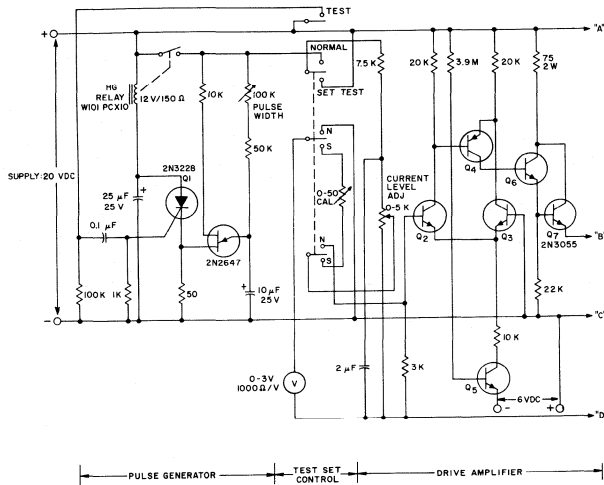 TEST
+ "A"
NORMAL
HG
RELAY
W101 PCX10
12V/150 Ω
10K
100K
PULSE
WIDTH
SET TEST
7.5 K
20K
3.9M
20K
75
2W
50K
N
S
Q4
Q6
SUPPLY: 20 VDC
2N3228
Q1
25 μF
25 V
+
0.1 μF
0-50
CAL
CURRENT
LEVEL
ADJ
0-5 K
Q2
Q3
Q7
2N3055
"B"
2N2647
N
S
100K
1K
50
+
10 μF
25V
22K
− "C"
10 K
0-3V
1000Ω/V
V
2 μF
3K
Q5
6VDC
− +
"D
PULSE GENERATOR
TEST SET
CONTROL
DRIVE AMPLIFIER